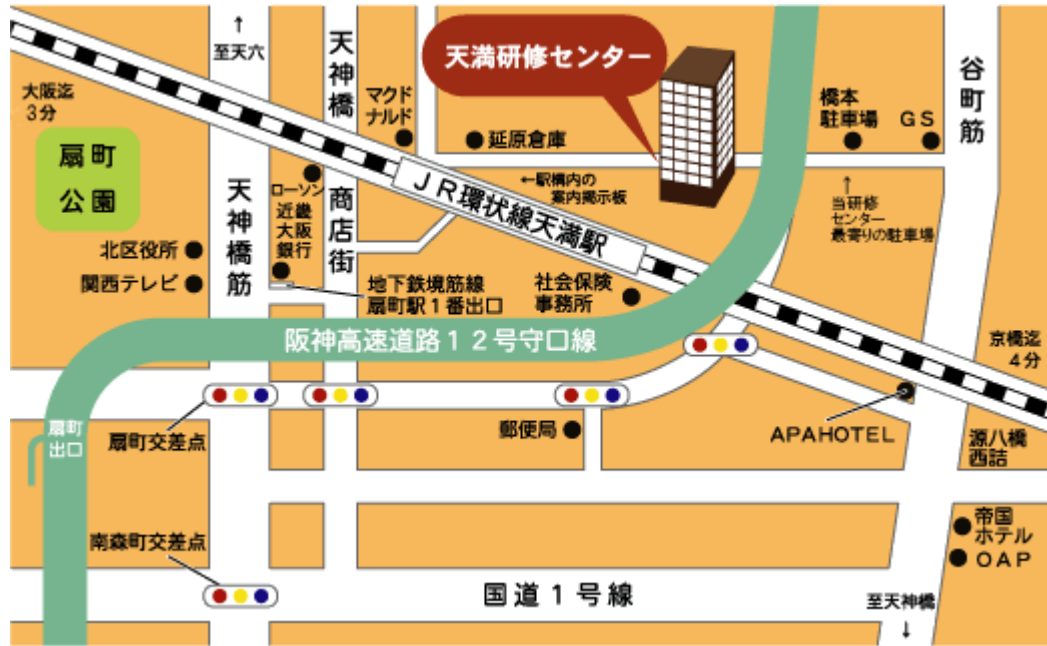 ↑
至天六
天神橋
商店街
天満研修センター
谷町筋
大阪迄
3分
マクド
ナルド
橋本
駐車場
GS
扇町
公園
延原倉庫
ローソン
←駅構内の
案内掲示板
JR環状線天満駅
↑
当研修
センター
最寄りの駐車場
天神橋筋
近畿
大阪
銀行
北区役所
関西テレビ
地下鉄境筋線
扇町駅1番出口
社会保険
事務所
阪神高速道路12号守口線
京橋迄
4分
扇町
出口
扇町交差点
郵便局
APAHOTEL
源八橋
西詰
帝国
ホテル
OAP
南森町交差点
国道1号線
至天神橋
↓